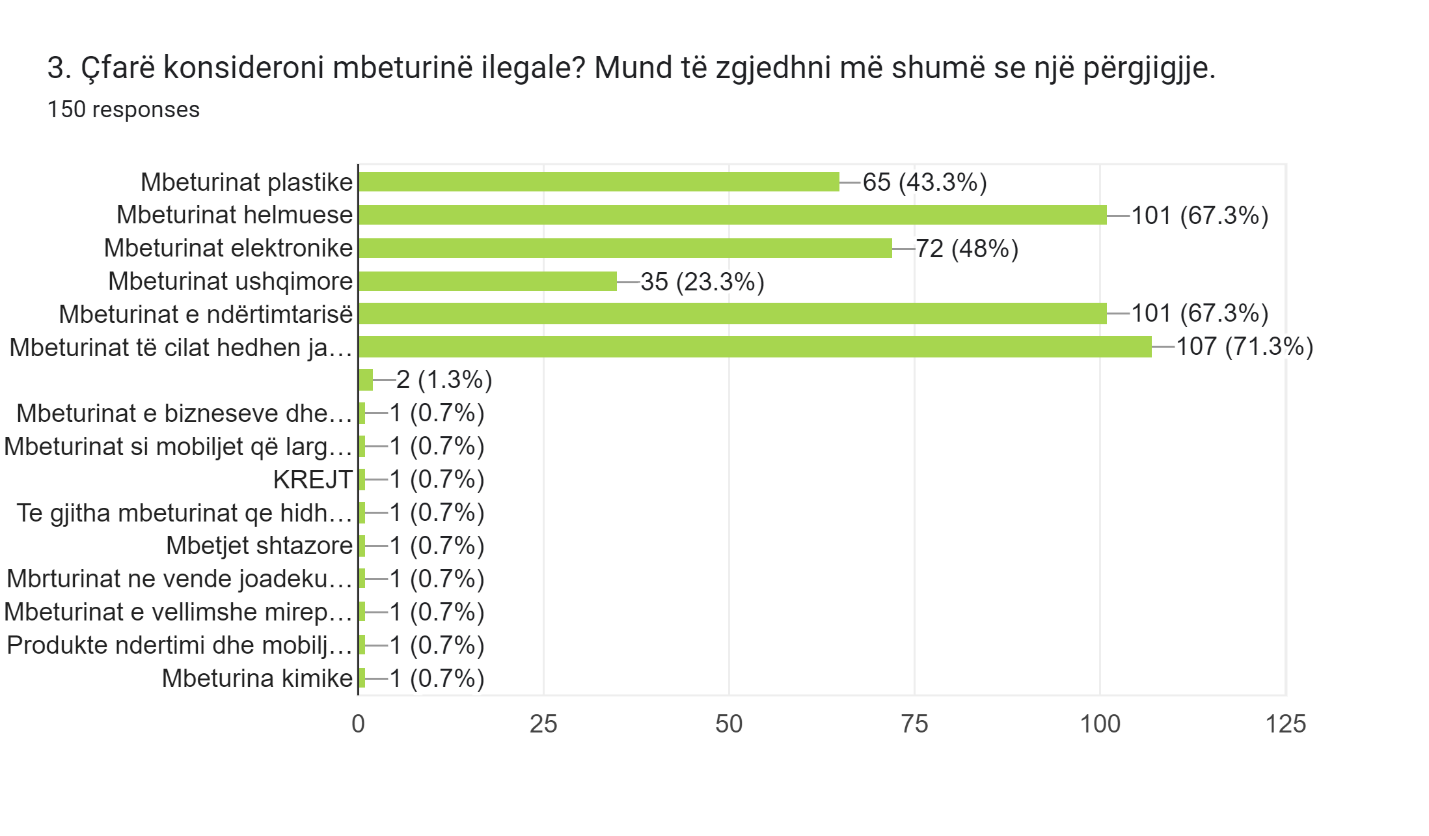 3. Çfarë konsideroni mbeturinë ilegale? Mund të zgjedhni më shumë se një përgjigjje.
150 responses
Mbeturinat plastike 65 (43.3%)
Mbeturinat helmuese 101 (67.3%)
Mbeturinat elektronike 72 (48%)
Mbeturinat ushqimore 35 (23.3%)
Mbeturinat e ndërtimtarisë 101 (67.3%)
Mbeturinat të cilat hedhen ja… 107 (71.3%)
2 (1.3%)
Mbeturinat e bizneseve dhe… 1 (0.7%)
Mbeturinat si mobiljet që larg… 1 (0.7%)
KREJT 1 (0.7%)
Te gjitha mbeturinat qe hidh… 1 (0.7%)
Mbetjet shtazore 1 (0.7%)
Mbrturinat ne vende joadeku… 1 (0.7%)
Mbeturinat e vellimshe mirep… 1 (0.7%)
Produkte ndertimi dhe mobilj… 1 (0.7%)
Mbeturina kimike 1 (0.7%)
0 25 50 75 100 125